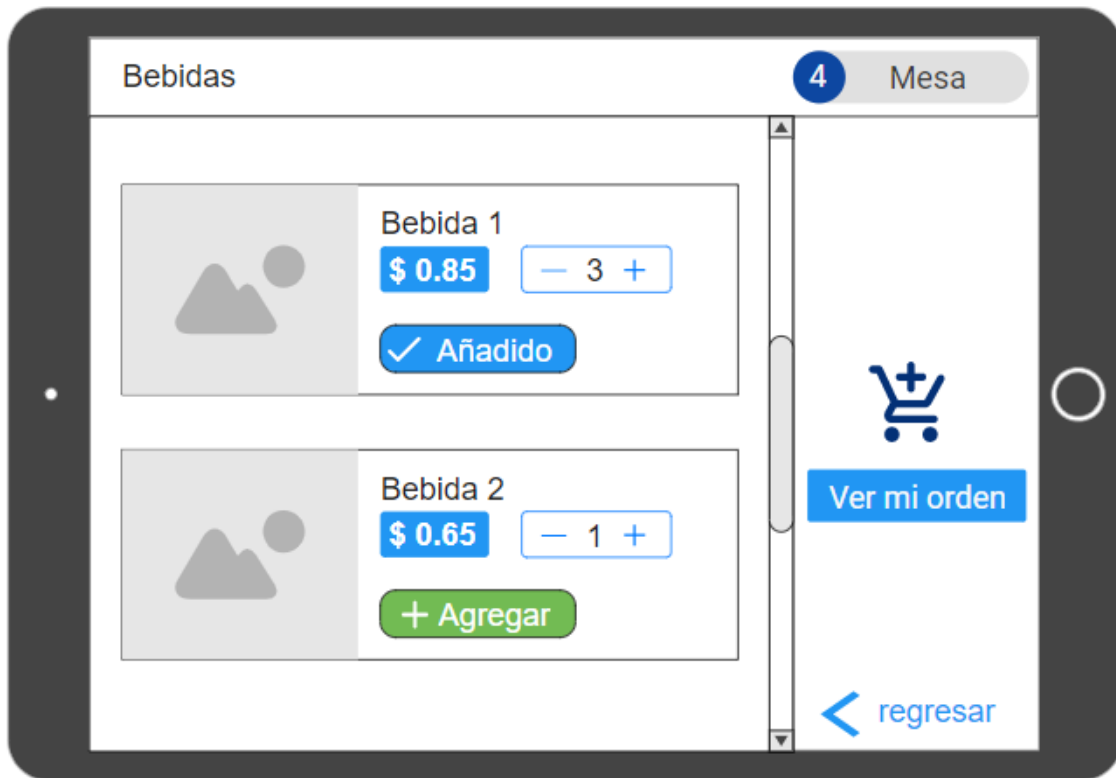 Bebidas
4 Mesa
Bebida 1
$ 0.85 — 3 +
Añadido
Bebida 2
$ 0.65 — 1 +
+ Agregar
Ver mi orden
regresar